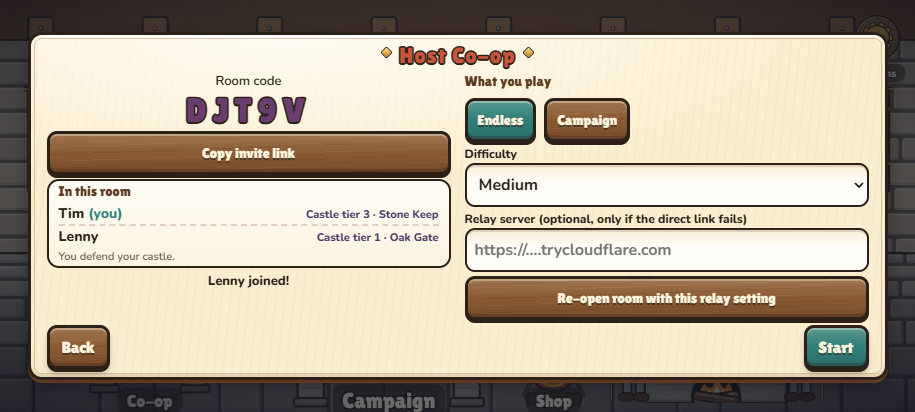 Host Co-op
Room code
DJT9V
Copy invite link
In this room
Tim (you)
Castle tier 3 · Stone Keep
Lenny
Castle tier 1 · Oak Gate
You defend your castle.
Lenny joined!
Back
What you play
Endless
Campaign
Difficulty
Medium
Relay server (optional, only if the direct link fails)
https://....trycloudflare.com
Re-open room with this relay setting
Start
Co-op
Campaign
Shop